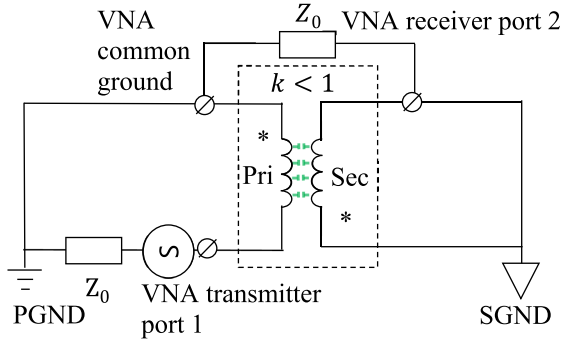 VNA
common
ground
Z₀
VNA receiver port 2
k < 1
*
Pri
Sec
*
Z₀
S
VNA transmitter
port 1
PGND
SGND